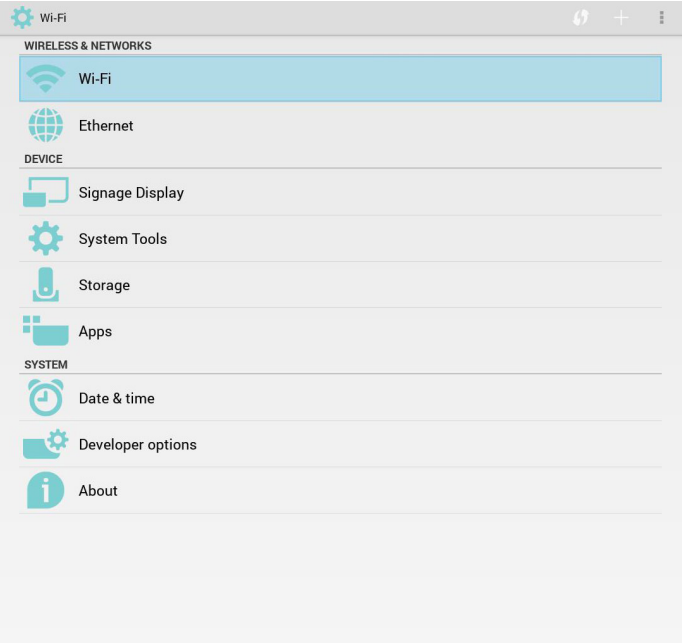 Wi-Fi
WIRELESS & NETWORKS
Wi-Fi
Ethernet
DEVICE
Signage Display
System Tools
Storage
Apps
SYSTEM
Date & time
Developer options
About